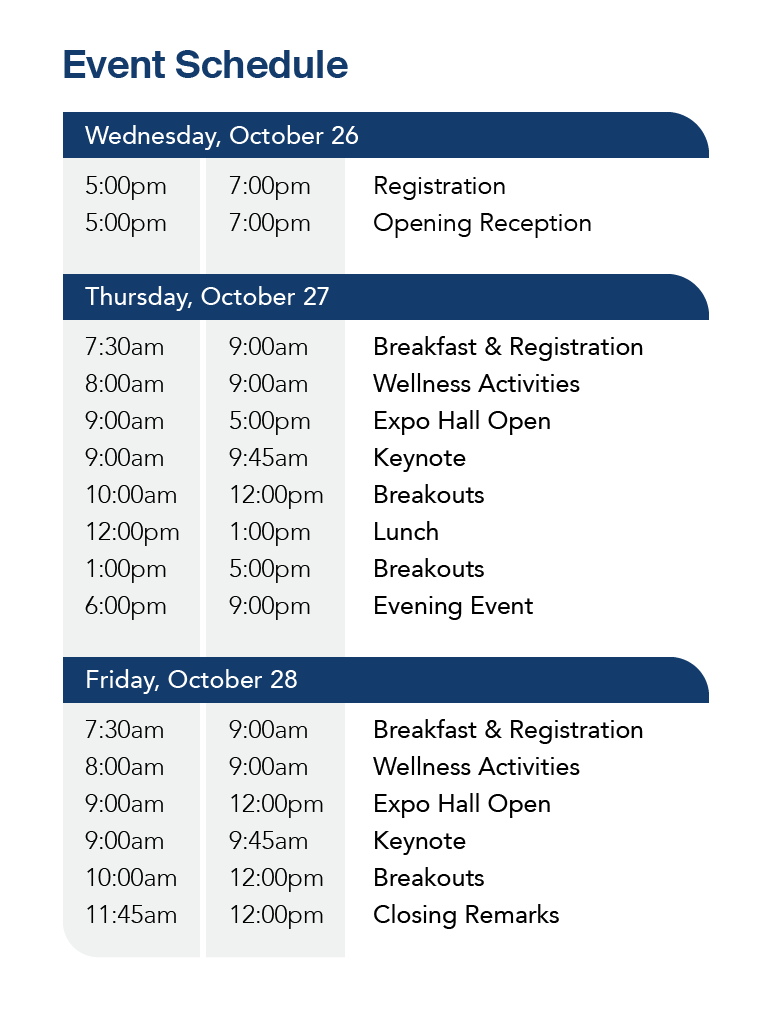 Event Schedule
Wednesday, October 26
5:00pm 7:00pm Registration
5:00pm 7:00pm Opening Reception
Thursday, October 27
7:30am 9:00am Breakfast & Registration
8:00am 9:00am Wellness Activities
9:00am 5:00pm Expo Hall Open
9:00am 9:45am Keynote
10:00am 12:00pm Breakouts
12:00pm 1:00pm Lunch
1:00pm 5:00pm Breakouts
6:00pm 9:00pm Evening Event
Friday, October 28
7:30am 9:00am Breakfast & Registration
8:00am 9:00am Wellness Activities
9:00am 12:00pm Expo Hall Open
9:00am 9:45am Keynote
10:00am 12:00pm Breakouts
11:45am 12:00pm Closing Remarks